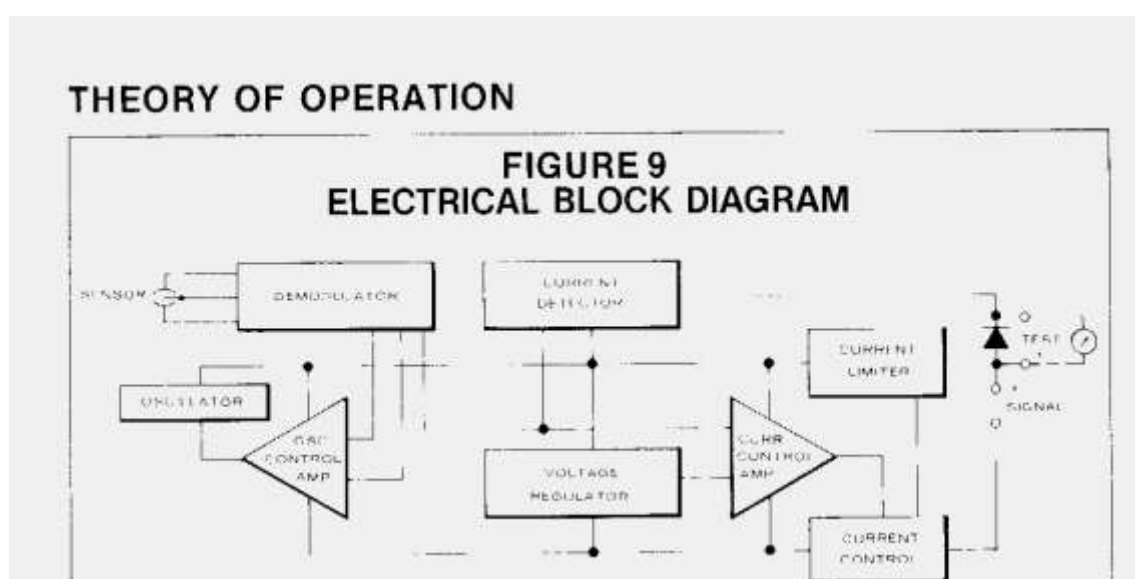 THEORY OF OPERATION
FIGURE 9
ELECTRICAL BLOCK DIAGRAM
SENSOR
DEMODULATOR
CURRENT
DETECTOR
OSCILLATOR
OSC
CONTROL
AMP
VOLTAGE
REGULATOR
CURR
CONTROL
AMP
CURRENT
LIMITER
TEST
+
+
SIGNAL
CURRENT
CONTROL